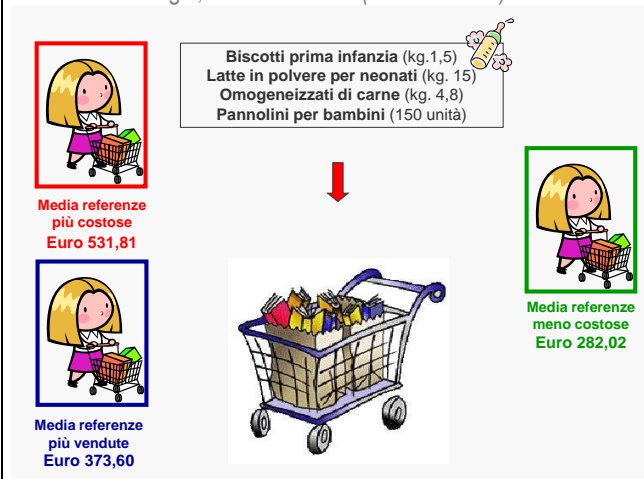 Biscotti prima infanzia (kg.1,5)
Latte in polvere per neonati (kg. 15)
Omogeneizzati di carne (kg. 4,8)
Pannolini per bambini (150 unità)
Media referenze
più costose
Euro 531,81
Media referenze
meno costose
Euro 282,02
Media referenze
più vendute
Euro 373,60